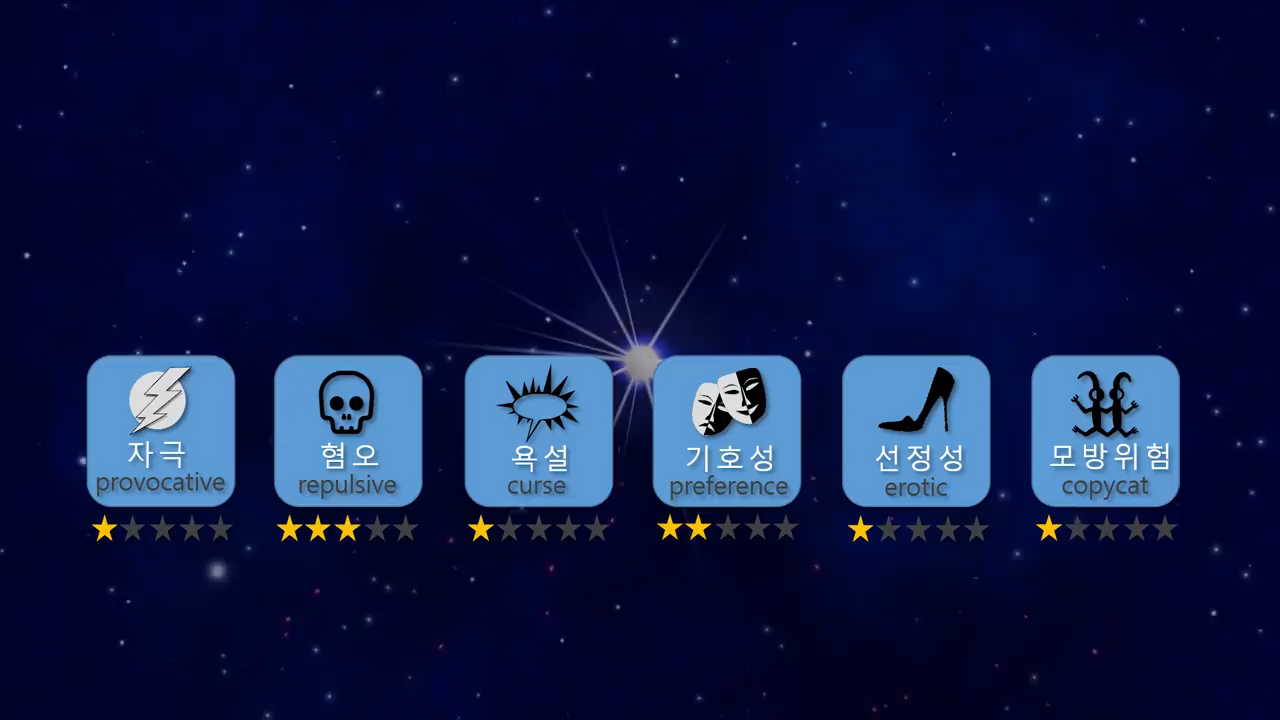 자극
provocative
혐오
repulsive
욕설
curse
기호성
preference
선정성
erotic
모방위험
copycat